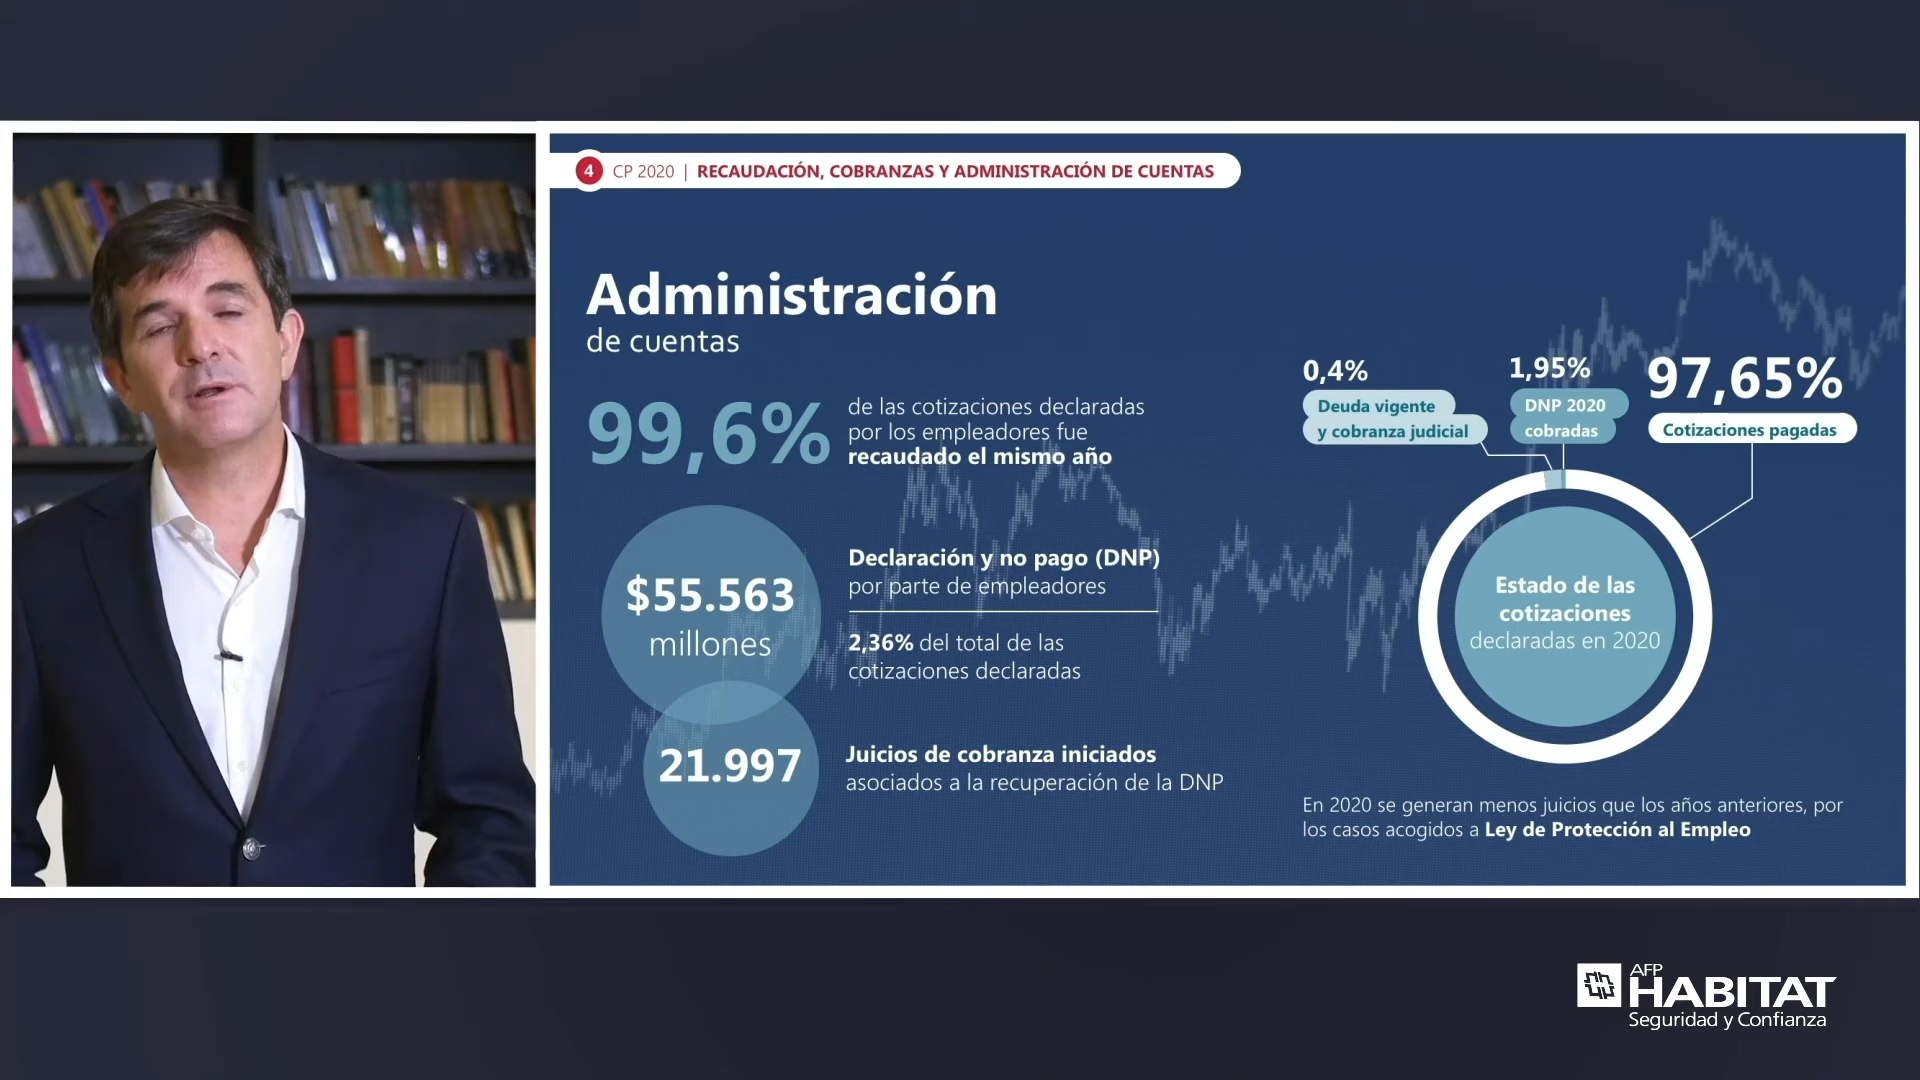 4 CP 2020 | RECAUDACIÓN, COBRANZAS Y ADMINISTRACIÓN DE CUENTAS
Administración
de cuentas
99,6%
de las cotizaciones declaradas
por los empleadores fue
recaudado el mismo año
$55.563
millones
Declaración y no pago (DNP)
por parte de empleadores
2,36% del total de las
cotizaciones declaradas
21.997
Juicios de cobranza iniciados
asociados a la recuperación de la DNP
0,4%
Deuda vigente
y cobranza judicial
1,95%
DNP 2020
cobradas
97,65%
Cotizaciones pagadas
Estado de las
cotizaciones
declaradas en 2020
En 2020 se generan menos juicios que los años anteriores, por
los casos acogidos a Ley de Protección al Empleo
AFP
HABITAT
Seguridad y Confianza